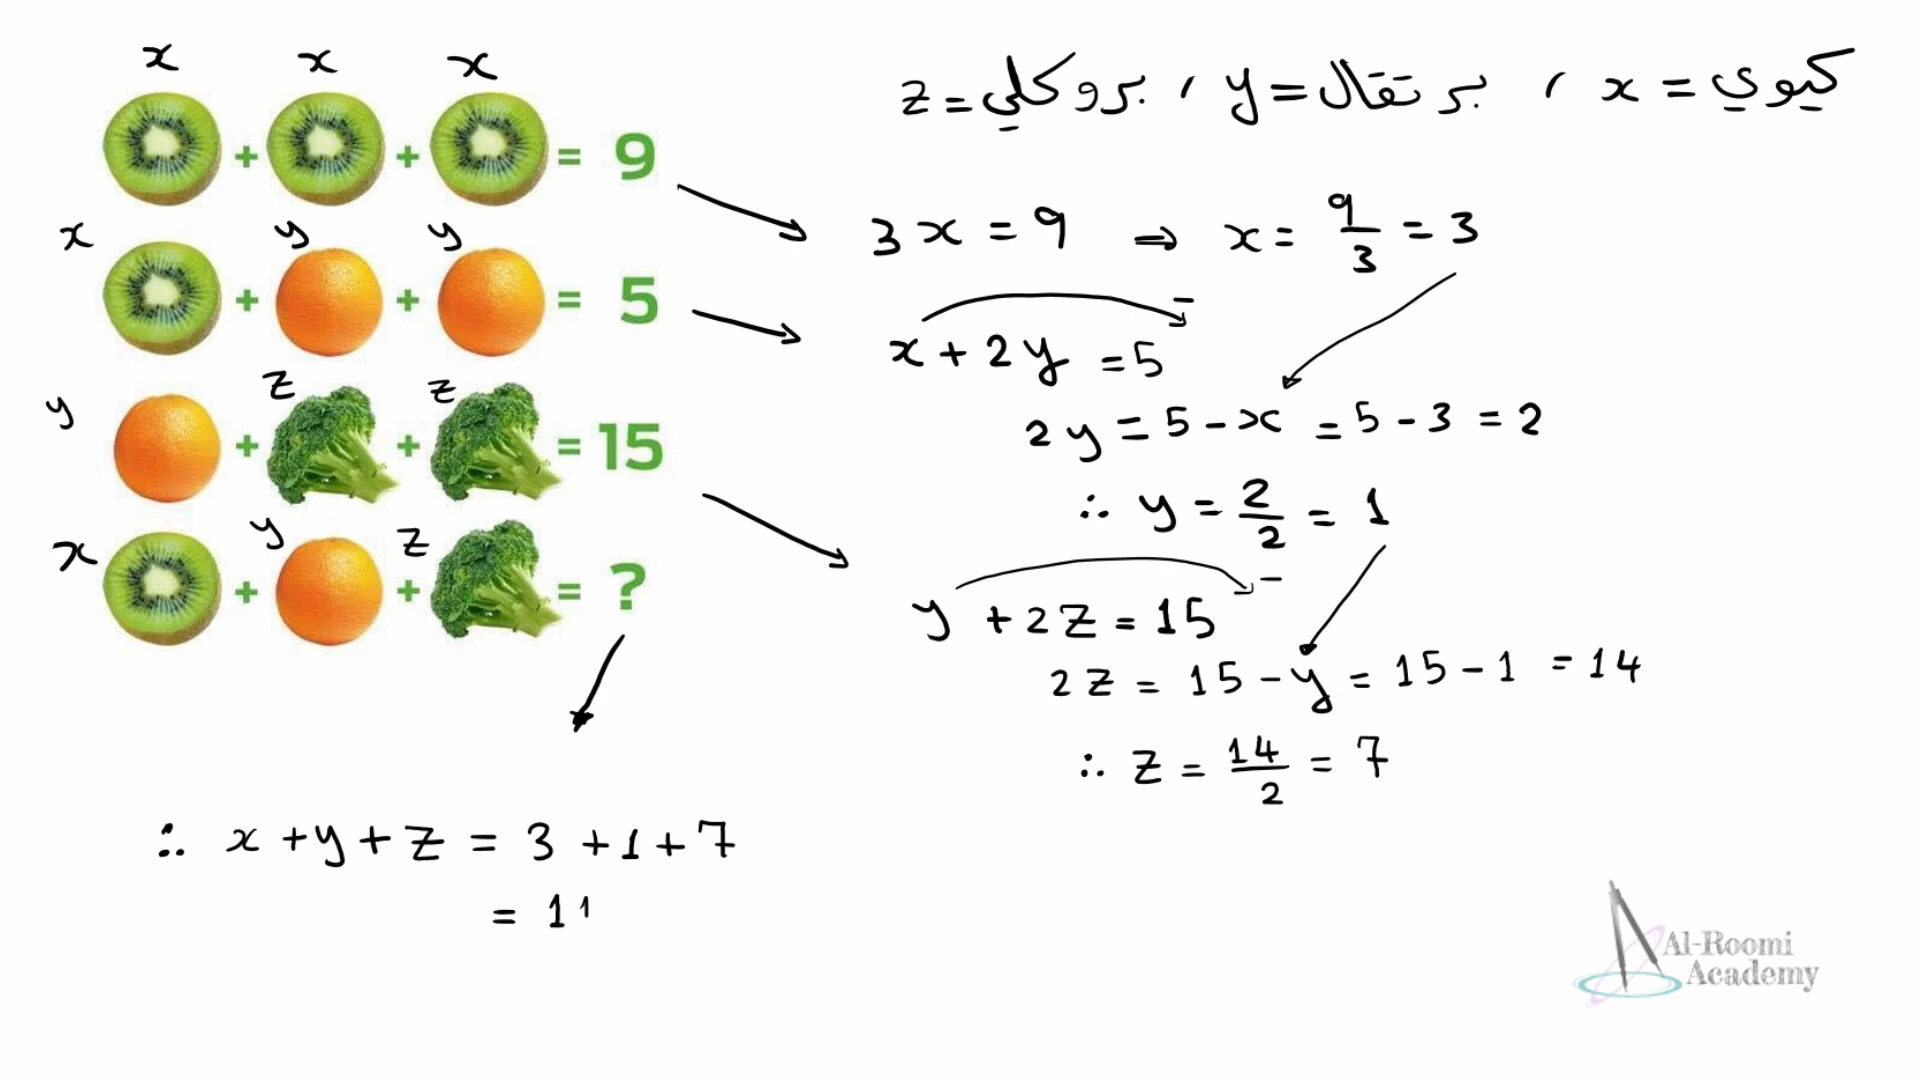 x x x
+ + = 9
x y y
+ + = 5
y z z
+ + = 15
x y z
+ + = ?
كيوي = x ، برتقال = y ، بروكلي = z
3x = 9 ⇒ x = 9/3 = 3
x + 2y = 5
-
2y = 5 - x = 5 - 3 = 2
∴ y = 2/2 = 1
y + 2z = 15
-
2z = 15 - y = 15 - 1 = 14
∴ z = 14/2 = 7
∴ x + y + z = 3 + 1 + 7
= 11
Al-Roomi
Academy